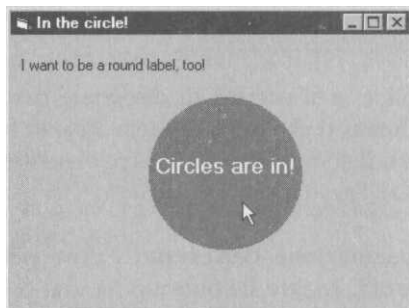 In the circle!
I want to be a round label, too!
Circles are in!